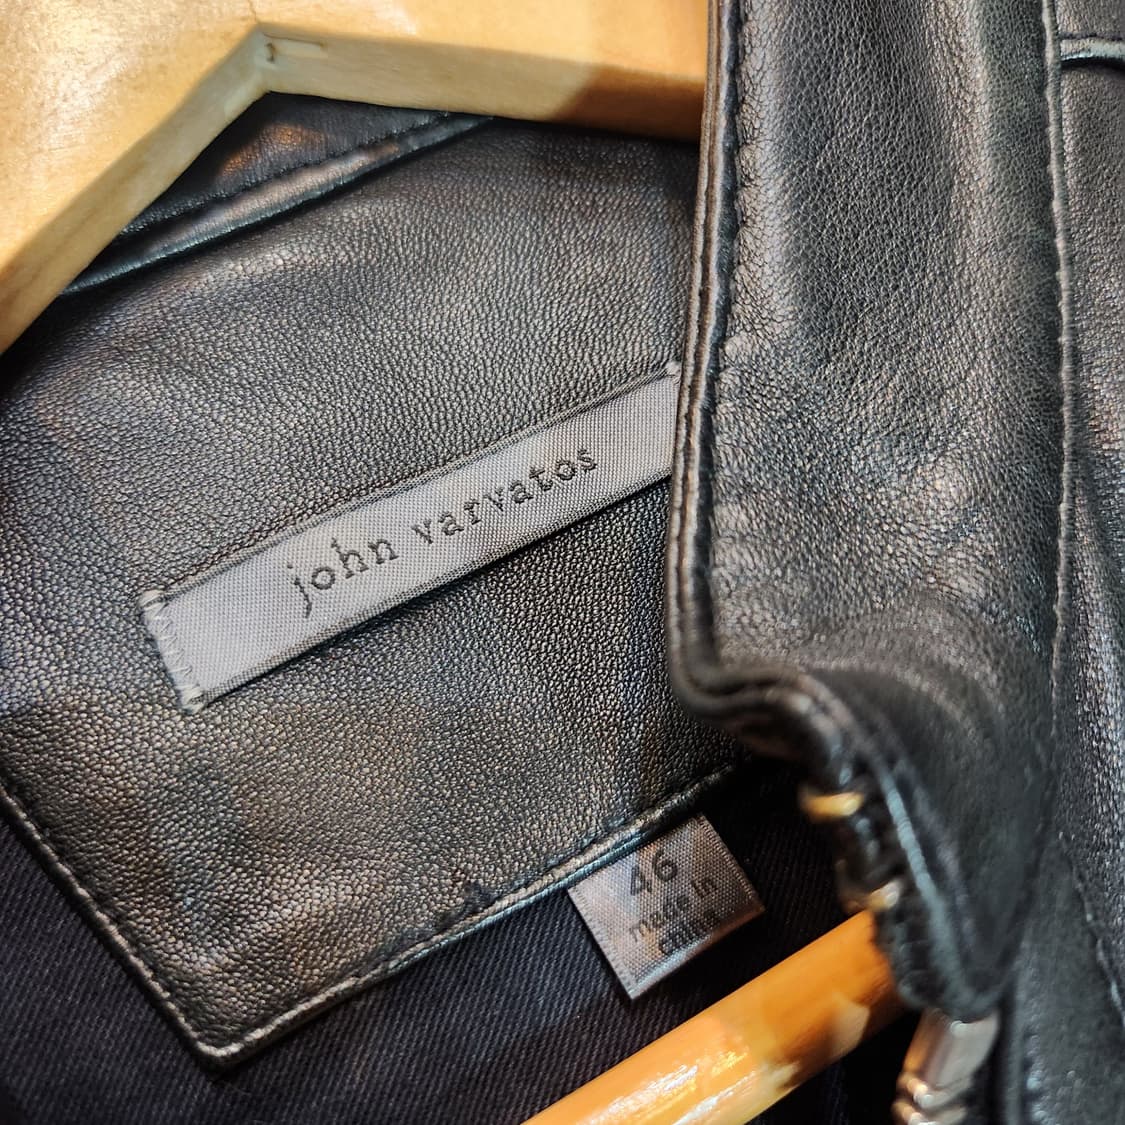 john varvatos
46
made in
china